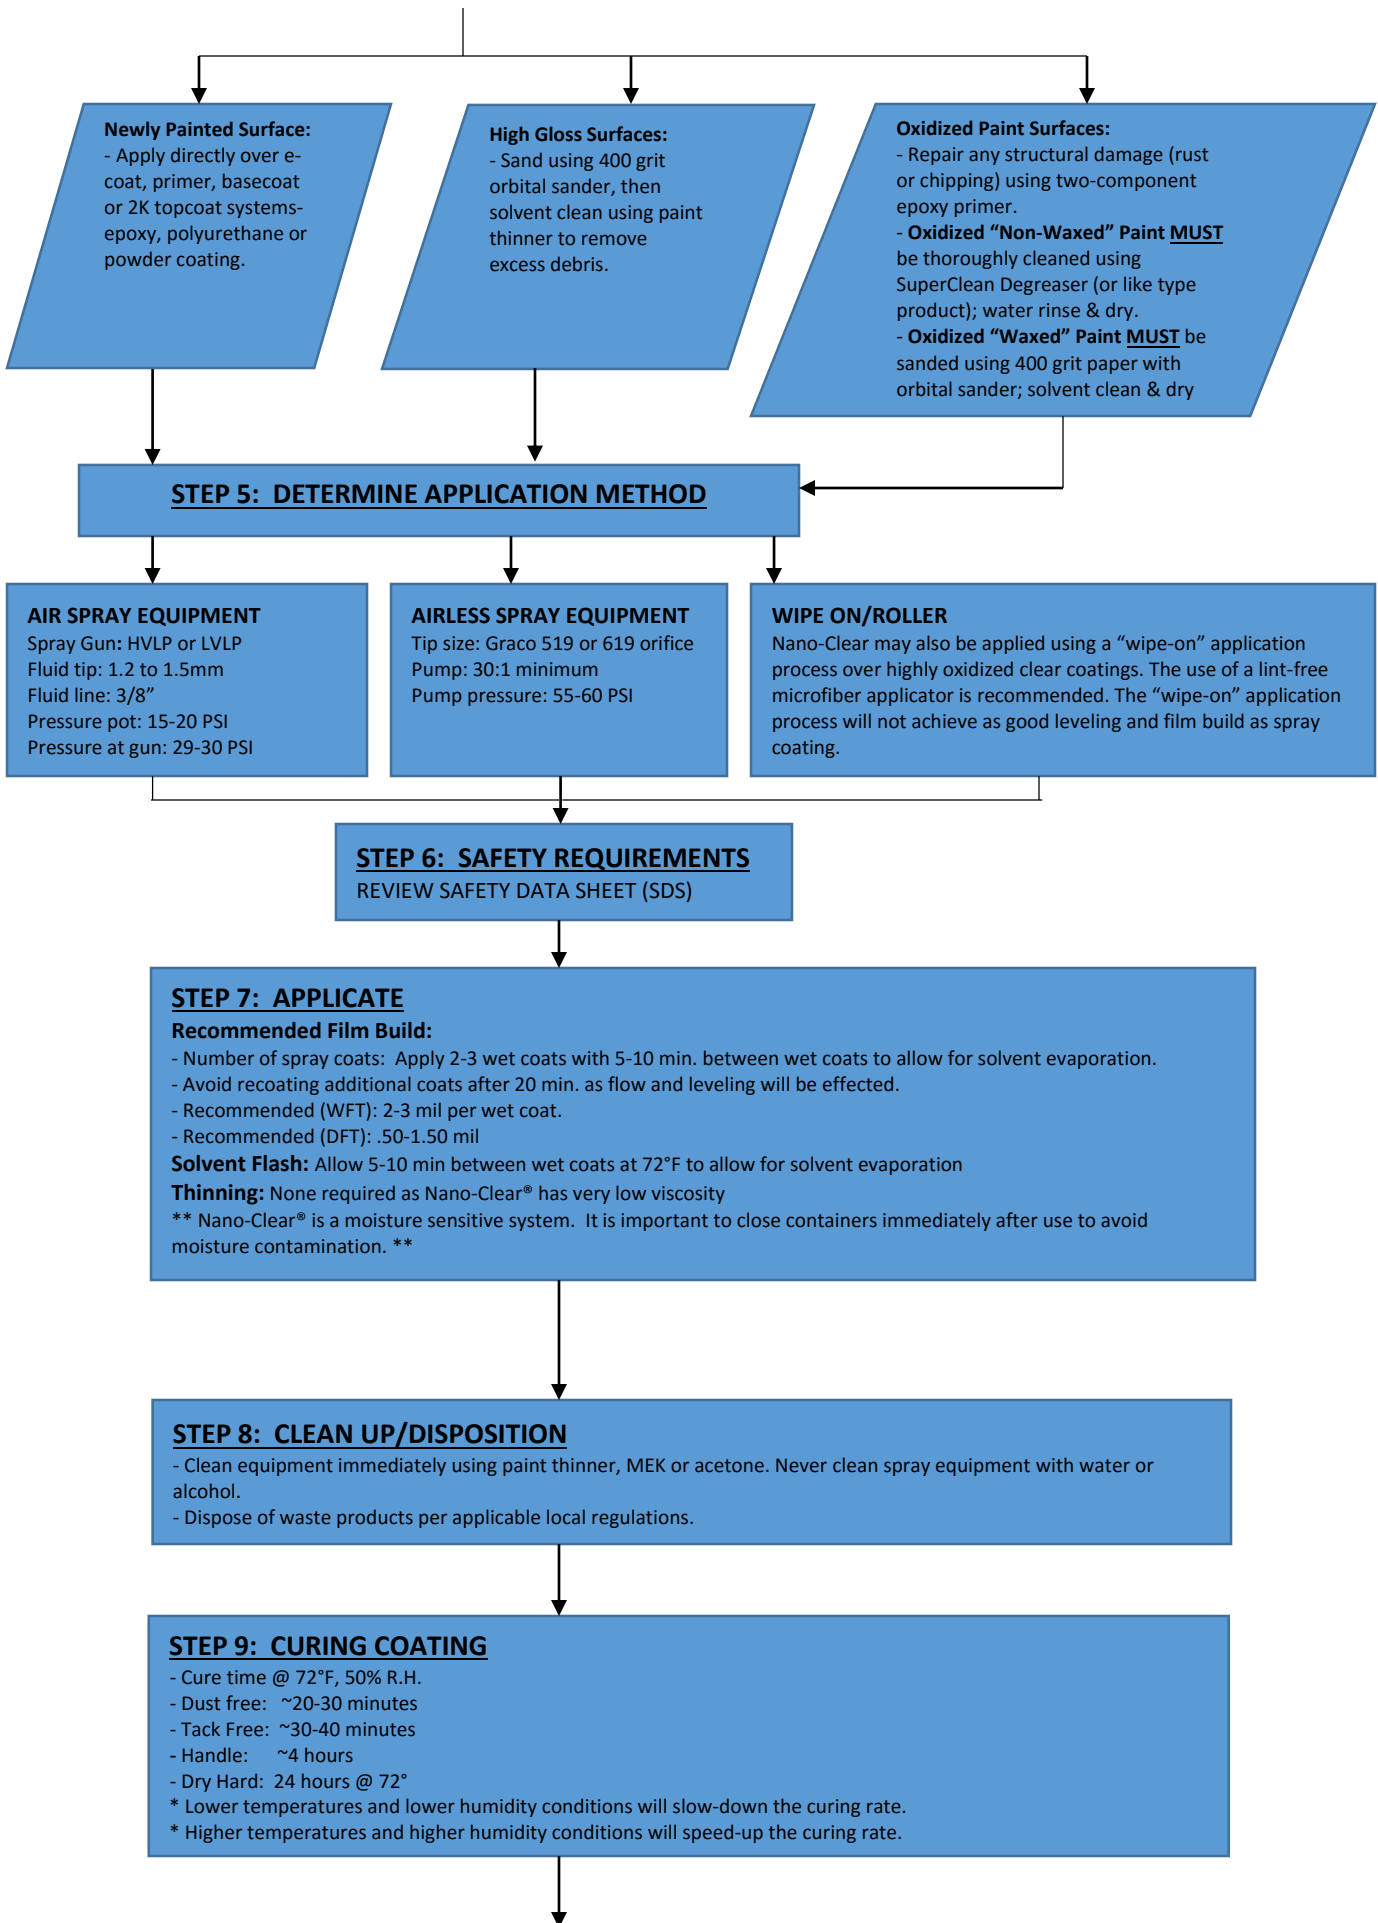 Newly Painted Surface:
- Apply directly over e-
coat, primer, basecoat
or 2K topcoat systems-
epoxy, polyurethane or
powder coating.
High Gloss Surfaces:
- Sand using 400 grit
orbital sander, then
solvent clean using paint
thinner to remove
excess debris.
Oxidized Paint Surfaces:
- Repair any structural damage (rust
or chipping) using two-component
epoxy primer.
- Oxidized “Non-Waxed” Paint MUST
be thoroughly cleaned using
SuperClean Degreaser (or like type
product); water rinse & dry.
- Oxidized “Waxed” Paint MUST be
sanded using 400 grit paper with
orbital sander; solvent clean & dry
STEP 5:  DETERMINE APPLICATION METHOD
AIR SPRAY EQUIPMENT
Spray Gun: HVLP or LVLP
Fluid tip: 1.2 to 1.5mm
Fluid line: 3/8”
Pressure pot: 15-20 PSI
Pressure at gun: 29-30 PSI
AIRLESS SPRAY EQUIPMENT
Tip size: Graco 519 or 619 orifice
Pump: 30:1 minimum
Pump pressure: 55-60 PSI
WIPE ON/ROLLER
Nano-Clear may also be applied using a “wipe-on” application
process over highly oxidized clear coatings. The use of a lint-free
microfiber applicator is recommended. The “wipe-on” application
process will not achieve as good leveling and film build as spray
coating.
STEP 6:  SAFETY REQUIREMENTS
REVIEW SAFETY DATA SHEET (SDS)
STEP 7:  APPLICATE
Recommended Film Build:
- Number of spray coats:  Apply 2-3 wet coats with 5-10 min. between wet coats to allow for solvent evaporation.
- Avoid recoating additional coats after 20 min. as flow and leveling will be effected.
- Recommended (WFT): 2-3 mil per wet coat.
- Recommended (DFT): .50-1.50 mil
Solvent Flash: Allow 5-10 min between wet coats at 72°F to allow for solvent evaporation
Thinning: None required as Nano-Clear® has very low viscosity
** Nano-Clear® is a moisture sensitive system.  It is important to close containers immediately after use to avoid
moisture contamination. **
STEP 8:  CLEAN UP/DISPOSITION
- Clean equipment immediately using paint thinner, MEK or acetone. Never clean spray equipment with water or
alcohol.
- Dispose of waste products per applicable local regulations.
STEP 9:  CURING COATING
- Cure time @ 72°F, 50% R.H.
- Dust free:   ~20-30 minutes
- Tack Free:  ~30-40 minutes
- Handle:     ~4 hours
- Dry Hard:  24 hours @ 72°
* Lower temperatures and lower humidity conditions will slow-down the curing rate.
* Higher temperatures and higher humidity conditions will speed-up the curing rate.